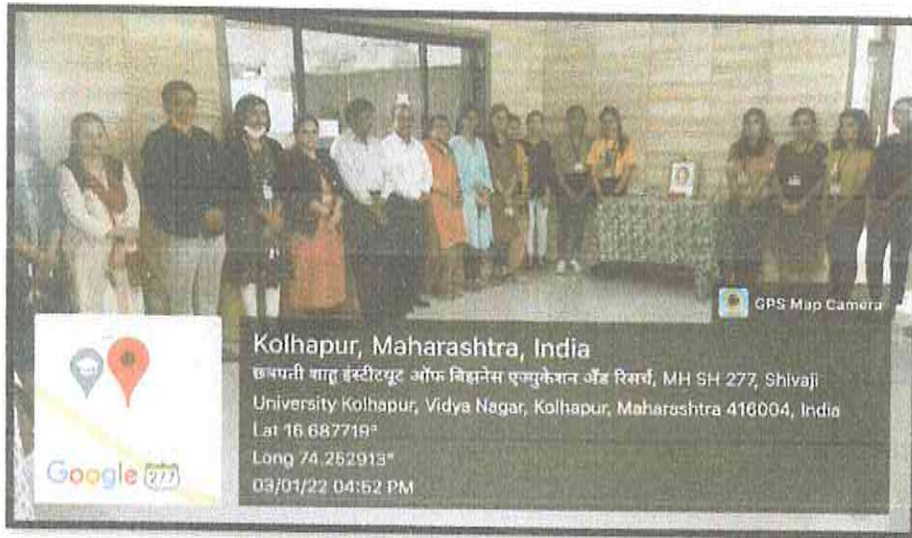 GPS Map Camera
Kolhapur, Maharashtra, India
छत्रपती शाहू इंस्टीटयूट ऑफ बिझनेस एज्युकेशन अँड रिसर्च, MH SH 277, Shivaji
University Kolhapur, Vidya Nagar, Kolhapur, Maharashtra 416004, India
Lat 16.687719°
Long 74.252913°
03/01/22 04:52 PM
Google
277